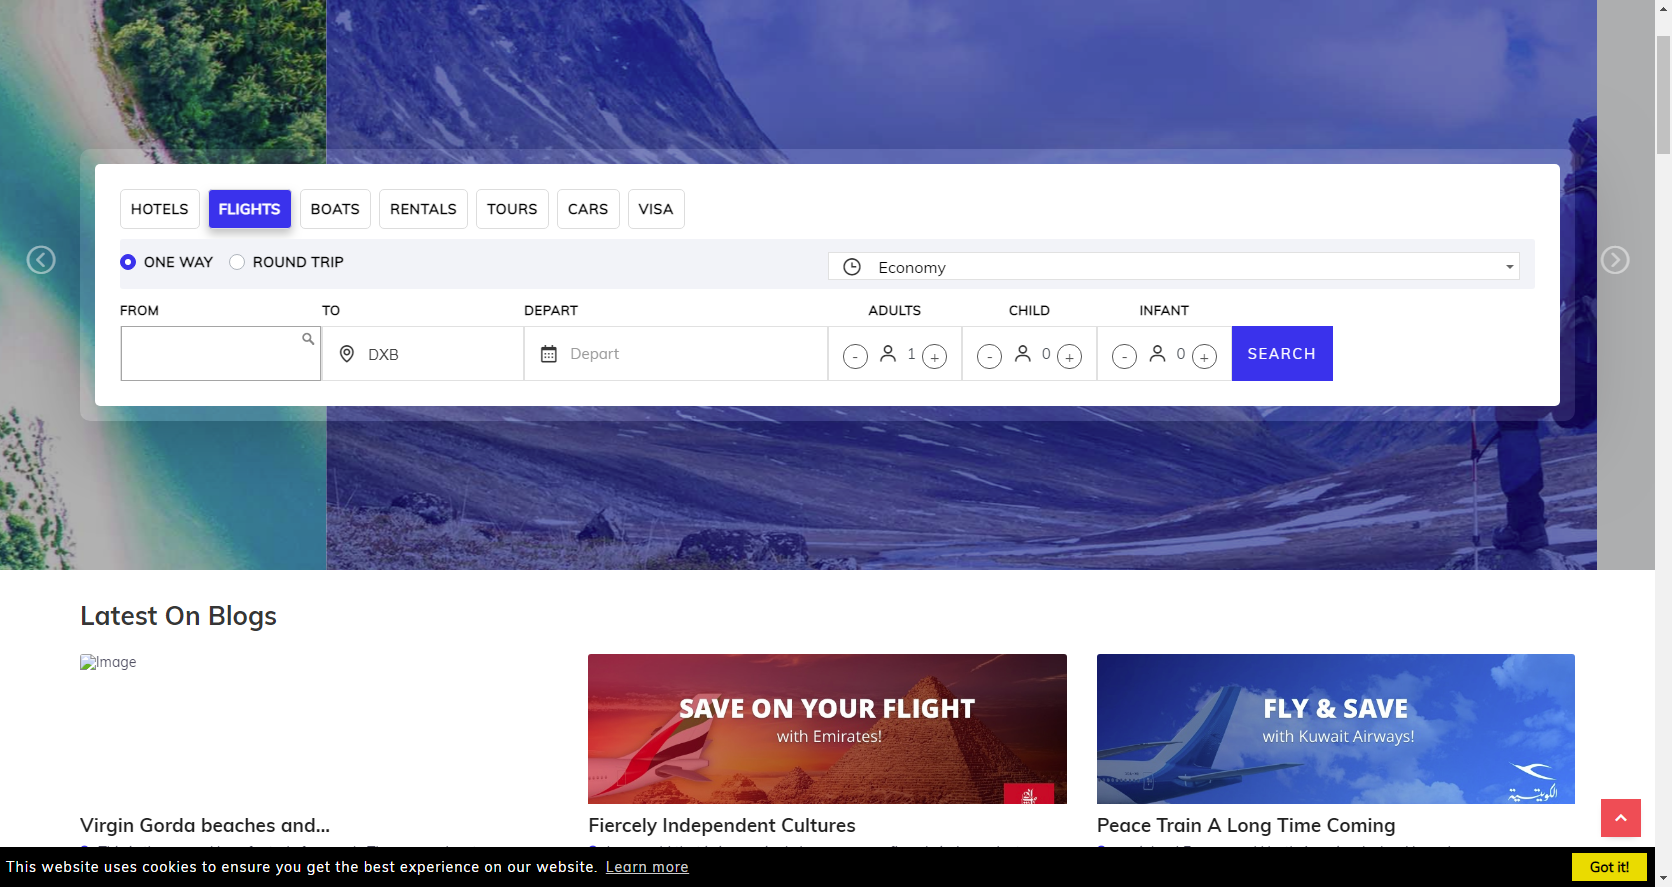 HOTELS FLIGHTS BOATS RENTALS TOURS CARS VISA
ONE WAY ROUND TRIP Economy
FROM TO DEPART ADULTS CHILD INFANT
DXB Depart - 1 + - 0 + - 0 + SEARCH
Latest On Blogs
Image
SAVE ON YOUR FLIGHT
with Emirates!
FLY & SAVE
with Kuwait Airways!
الكويتية
Virgin Gorda beaches and...
Fiercely Independent Cultures
Peace Train A Long Time Coming
This website uses cookies to ensure you get the best experience on our website. Learn more Got it!